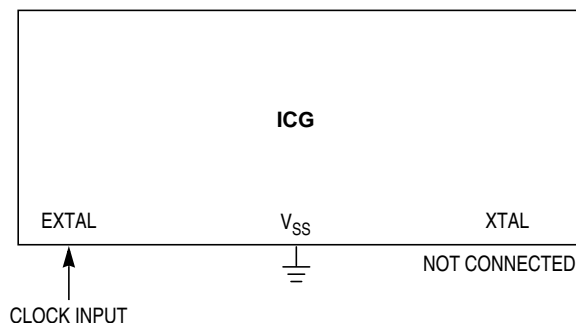 ICG
EXTAL
VSS
XTAL
NOT CONNECTED
CLOCK INPUT